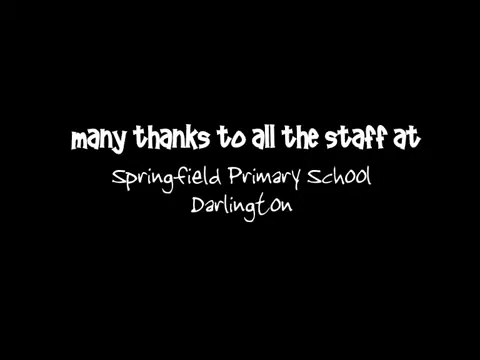 many thanks to all the staff at
Springfield Primary School
Darlington